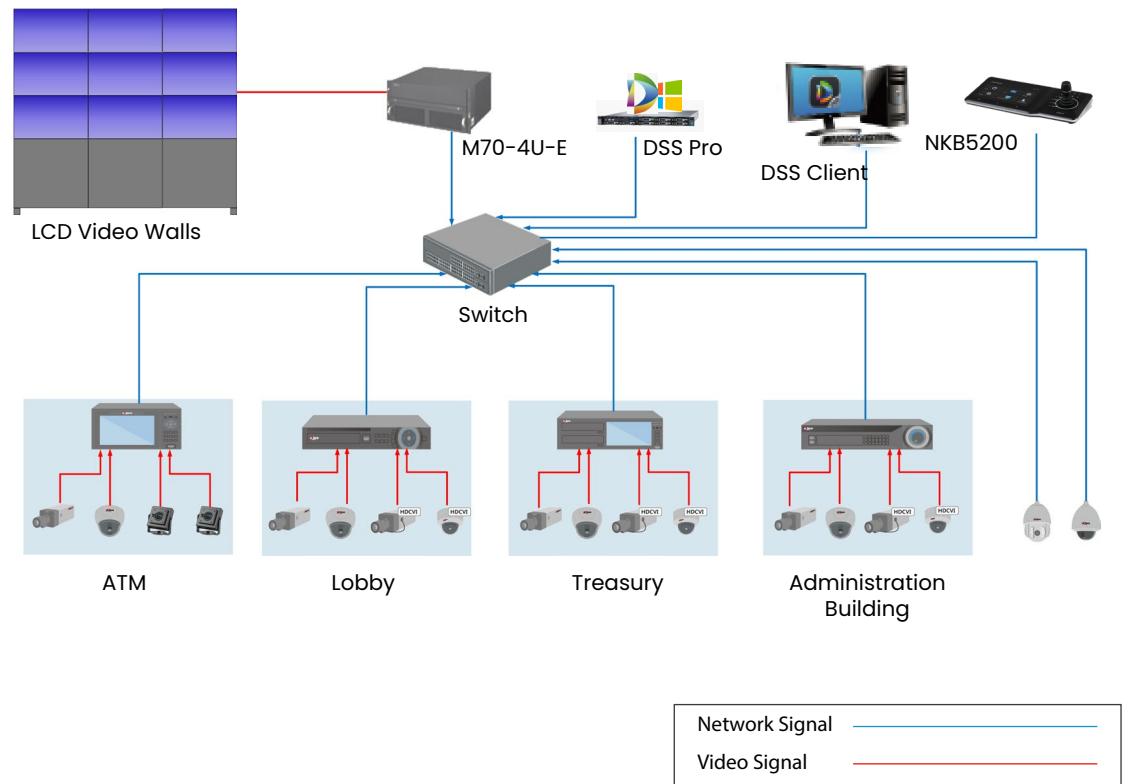 M70-4U-E
DSS Pro
DSS Client
NKB5200
LCD Video Walls
Switch
HDCVI
HDCVI
HDCVI
HDCVI
HDCVI
HDCVI
ATM
Lobby
Treasury
Administration
Building
Network Signal
Video Signal